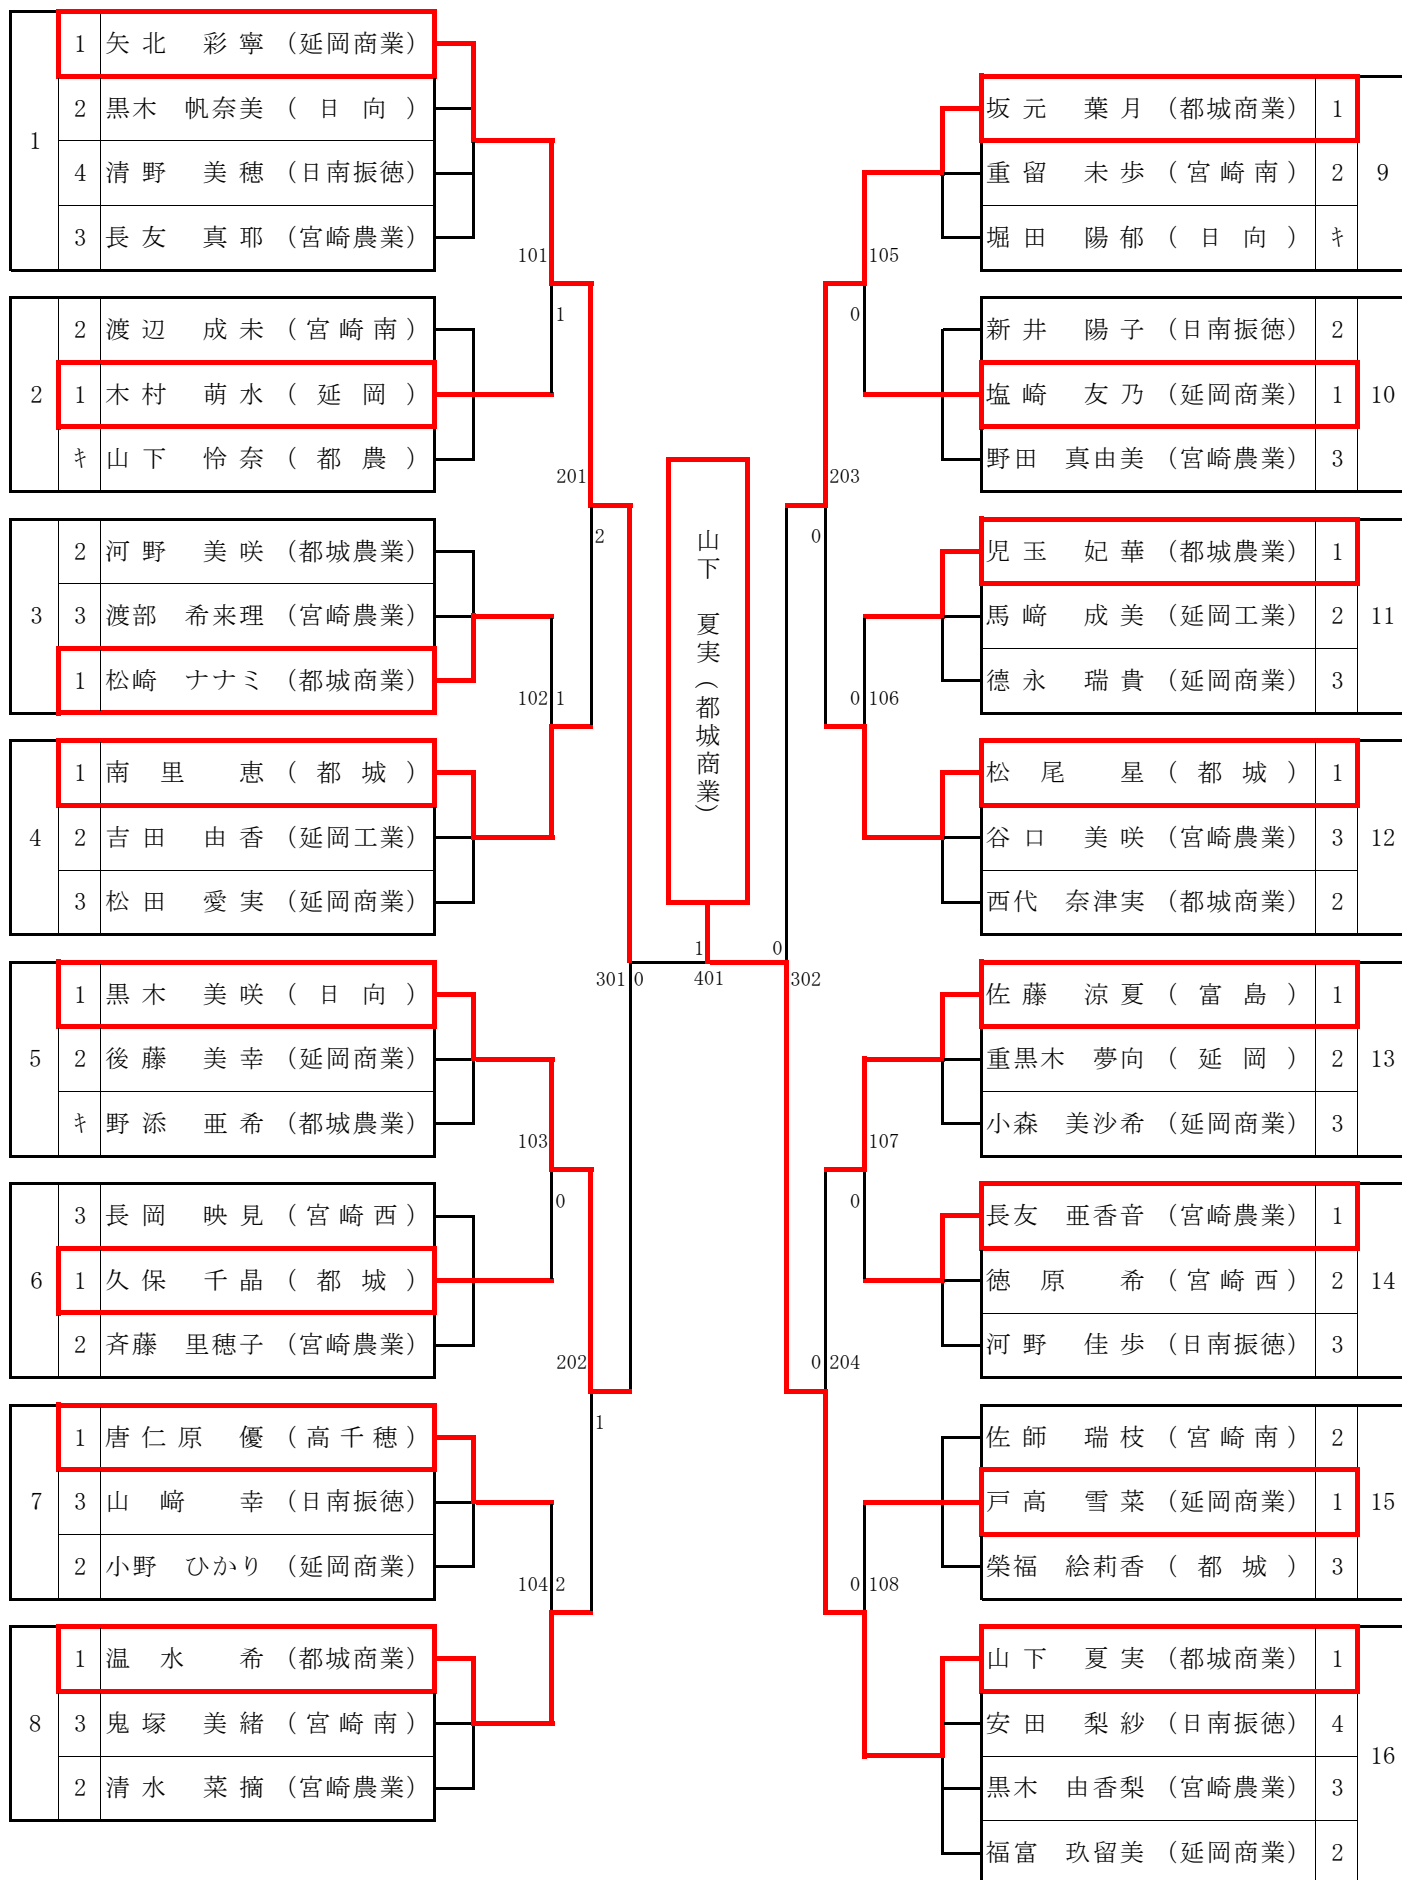 1
1 矢北 彩寧 (延岡商業)
2 黒木 帆奈美 (日向)
4 清野 美穂 (日南振徳)
3 長友 真耶 (宮崎農業)
2
2 渡辺 成未 (宮崎南)
1 木村 萌水 (延岡)
キ 山下 怜奈 (都農)
3
2 河野 美咲 (都城農業)
3 渡部 希来理 (宮崎農業)
1 松崎 ナナミ (都城商業)
4
1 南里 恵 (都城)
2 吉田 由香 (延岡工業)
3 松田 愛実 (延岡商業)
5
1 黒木 美咲 (日向)
2 後藤 美幸 (延岡商業)
キ 野添 亜希 (都城農業)
6
3 長岡 映見 (宮崎西)
1 久保 千晶 (都城)
2 斉藤 里穂子 (宮崎農業)
7
1 唐仁原 優 (高千穂)
3 山﨑 幸 (日南振徳)
2 小野 ひかり (延岡商業)
8
1 温水 希 (都城商業)
3 鬼塚 美緒 (宮崎南)
2 清水 菜摘 (宮崎農業)
101
1
201
2
102 1
301 0
103
0
202
1
104 2
山下 夏実(都城商業)
1
401
0
302
105
0
203
0
0 106
107
0
0 204
0 108
坂元 葉月 (都城商業) 1
重留 未歩 (宮崎南) 2
堀田 陽郁 (日向) キ
9
新井 陽子 (日南振徳) 2
塩崎 友乃 (延岡商業) 1
野田 真由美 (宮崎農業) 3
10
児玉 妃華 (都城農業) 1
馬﨑 成美 (延岡工業) 2
德永 瑞貴 (延岡商業) 3
11
松尾 星 (都城) 1
谷口 美咲 (宮崎農業) 3
西代 奈津実 (都城商業) 2
12
佐藤 涼夏 (富島) 1
重黒木 夢向 (延岡) 2
小森 美沙希 (延岡商業) 3
13
長友 亜香音 (宮崎農業) 1
徳原 希 (宮崎西) 2
河野 佳歩 (日南振徳) 3
14
佐師 瑞枝 (宮崎南) 2
戸高 雪菜 (延岡商業) 1
榮福 絵莉香 (都城) 3
15
山下 夏実 (都城商業) 1
安田 梨紗 (日南振徳) 4
黒木 由香梨 (宮崎農業) 3
福富 玖留美 (延岡商業) 2
16